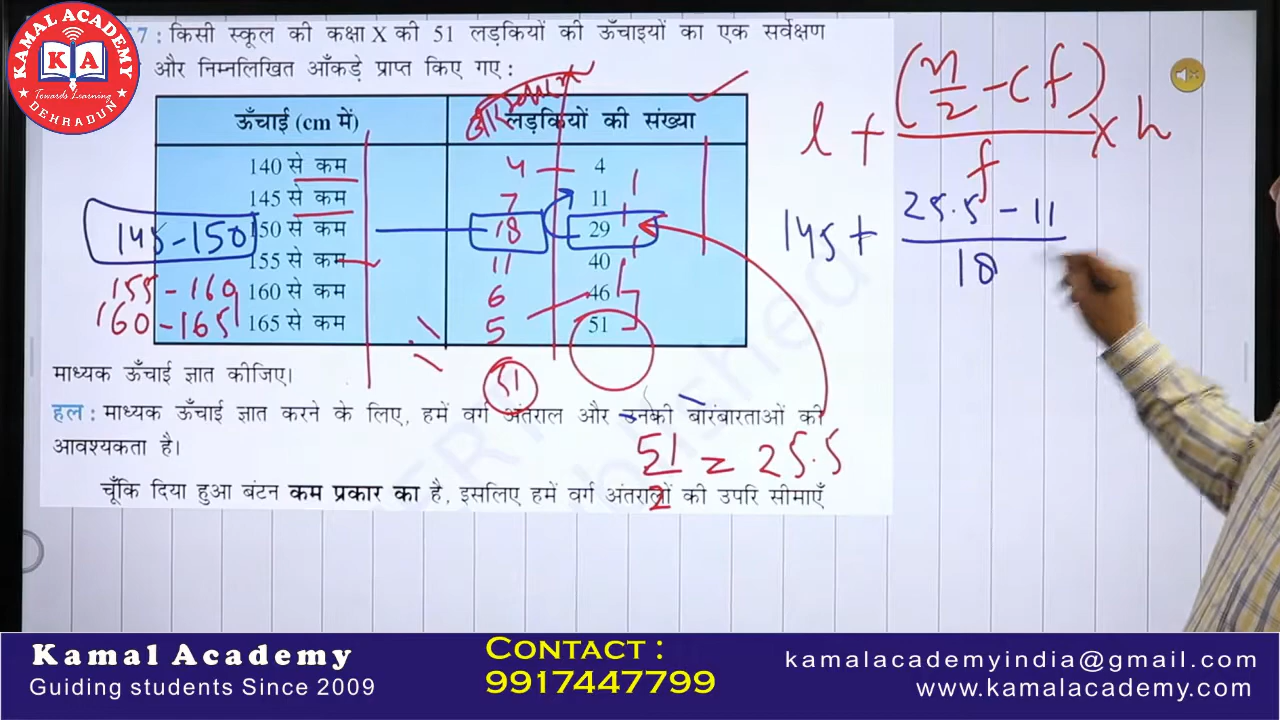 KAMAL ACADEMY
KA
Towards Learning
DEHRADUN
57 : किसी स्कूल की कक्षा X की 51 लड़कियों की ऊँचाइयों का एक सर्वेक्षण
और निम्नलिखित आँकड़े प्राप्त किए गए :
ऊँचाई (cm में) लड़कियों की संख्या
140 से कम 4 4
145 से कम 7 11
145-150 150 से कम 18 29
155 से कम 11 40
155-160 160 से कम 6 46
160-165 165 से कम 5 51
51
माध्यक ऊँचाई ज्ञात कीजिए।
हल : माध्यक ऊँचाई ज्ञात करने के लिए, हमें वर्ग अंतराल और उनकी बारंबारताओं की
आवश्यकता है।
चूँकि दिया हुआ बंटन कम प्रकार का है, इसलिए हमें वर्ग अंतरालों की उपरि सीमाएँ
51/2 = 25.5
l + (n/2 - cf)/f × h
145 + 25.5 - 11
18
Kamal Academy
Guiding students Since 2009
CONTACT :
9917447799
kamalacademyindia@gmail.com
www.kamalacademy.com